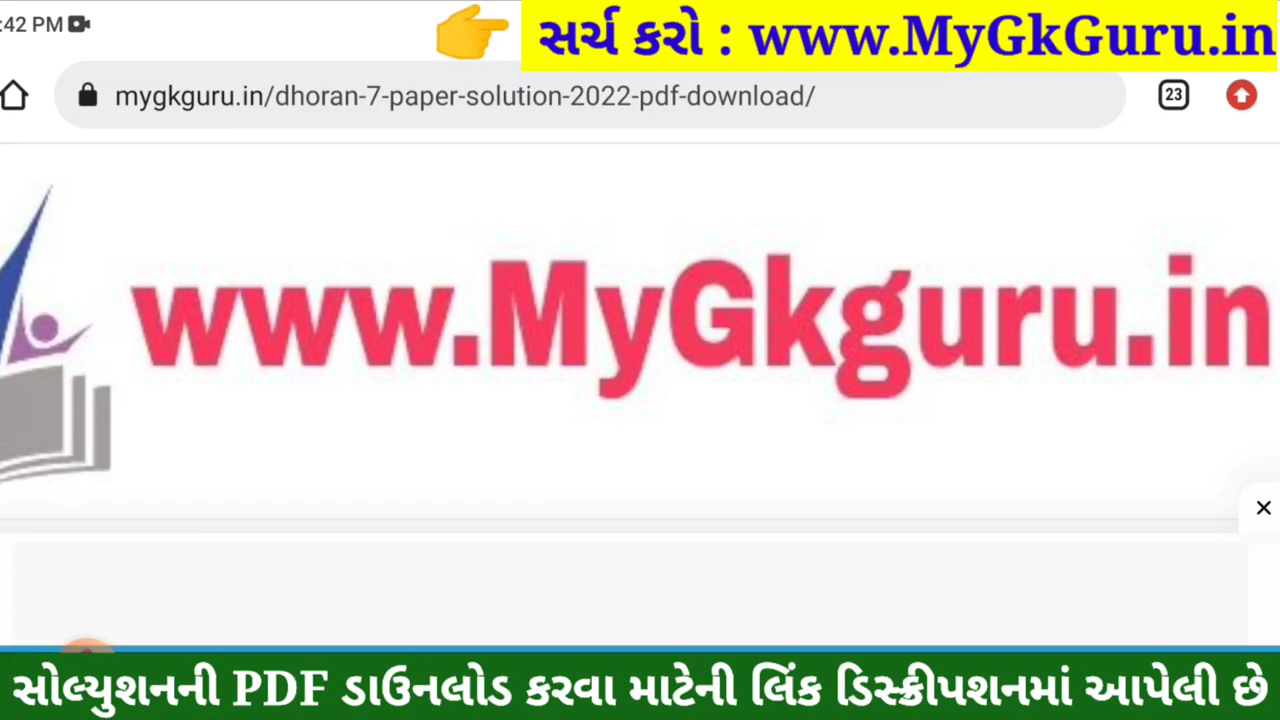 :42 PM
સર્ચ કરો : www.MyGkGuru.in
mygkguru.in/dhoran-7-paper-solution-2022-pdf-download/
23
www.MyGkguru.in
સોલ્યુશનની PDF ડાઉનલોડ કરવા માટેની લિંક ડિસ્ક્રીપશનમાં આપેલી છે